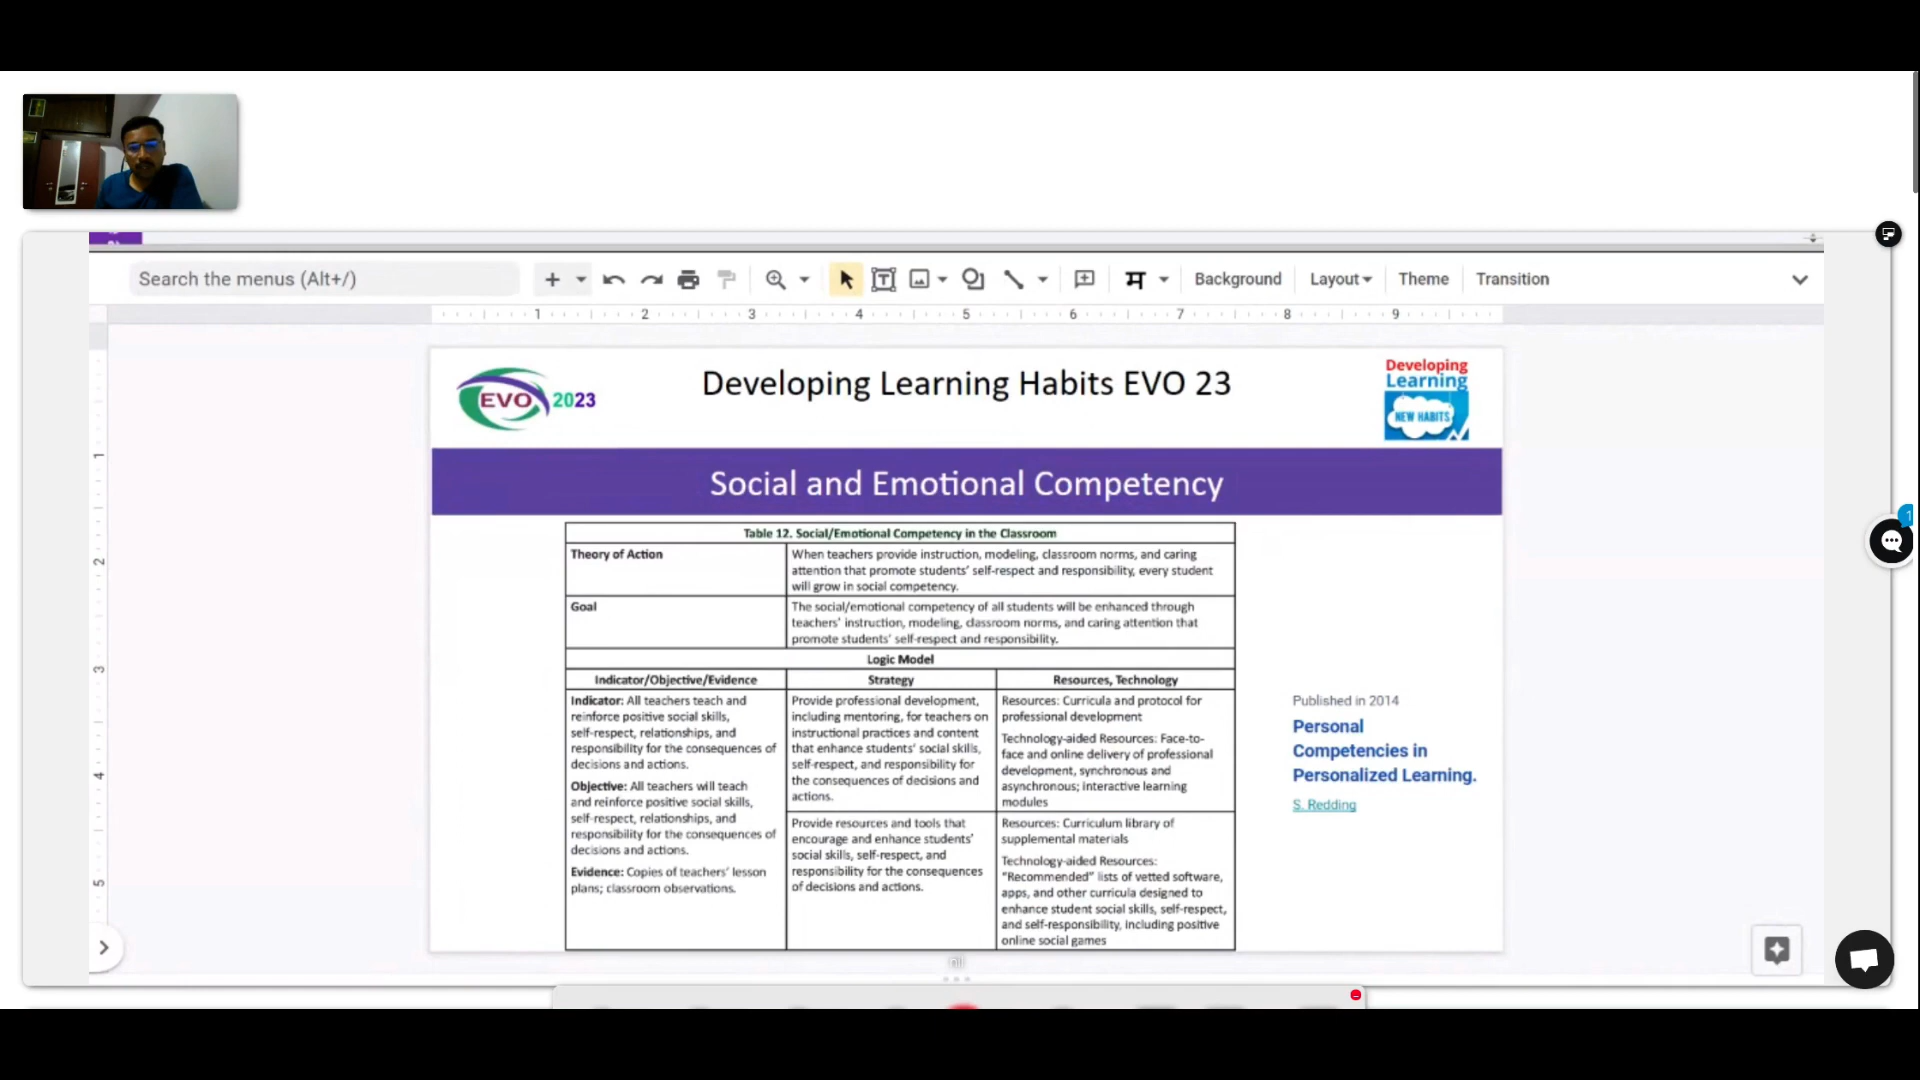 Search the menus (Alt+/)
Background
Layout
Theme
Transition
1 2 3 4 5 6 7 8 9
1
2
3
4
5
EVO 2023
Developing Learning Habits EVO 23
Developing
Learning
NEW HABITS
Social and Emotional Competency
Table 12. Social/Emotional Competency in the Classroom
Theory of Action
When teachers provide instruction, modeling, classroom norms, and caring
attention that promote students' self-respect and responsibility, every student
will grow in social competency.
Goal
The social/emotional competency of all students will be enhanced through
teachers' instruction, modeling, classroom norms, and caring attention that
promote students' self-respect and responsibility.
Logic Model
Indicator/Objective/Evidence
Strategy
Resources, Technology
Indicator: All teachers teach and
reinforce positive social skills,
self-respect, relationships, and
responsibility for the consequences of
decisions and actions.
Objective: All teachers will teach
and reinforce positive social skills,
self-respect, relationships, and
responsibility for the consequences of
decisions and actions.
Evidence: Copies of teachers' lesson
plans; classroom observations.
Provide professional development,
including mentoring, for teachers on
instructional practices and content
that enhance students' social skills,
self-respect, and responsibility for
the consequences of decisions and
actions.
Resources: Curricula and protocol for
professional development
Technology-aided Resources: Face-to-
face and online delivery of professional
development, synchronous and
asynchronous; interactive learning
modules
Provide resources and tools that
encourage and enhance students'
social skills, self-respect, and
responsibility for the consequences
of decisions and actions.
Resources: Curriculum library of
supplemental materials
Technology-aided Resources:
"Recommended" lists of vetted software,
apps, and other curricula designed to
enhance student social skills, self-respect,
and self-responsibility, including positive
online social games
Published in 2014
Personal
Competencies in
Personalized Learning.
S. Redding
nil
1